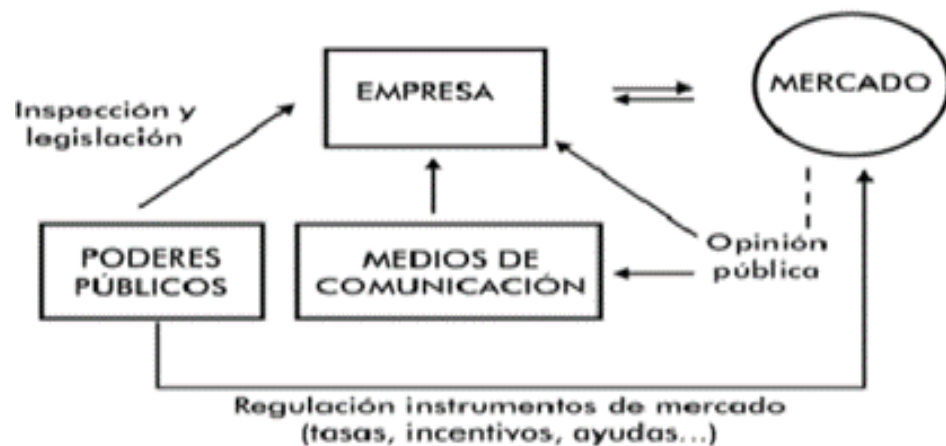 EMPRESA
MERCADO
Inspección y
legislación
PODERES
PÚBLICOS
MEDIOS DE
COMUNICACIÓN
Opinión
pública
Regulación instrumentos de mercado
(tasas, incentivos, ayudas...)